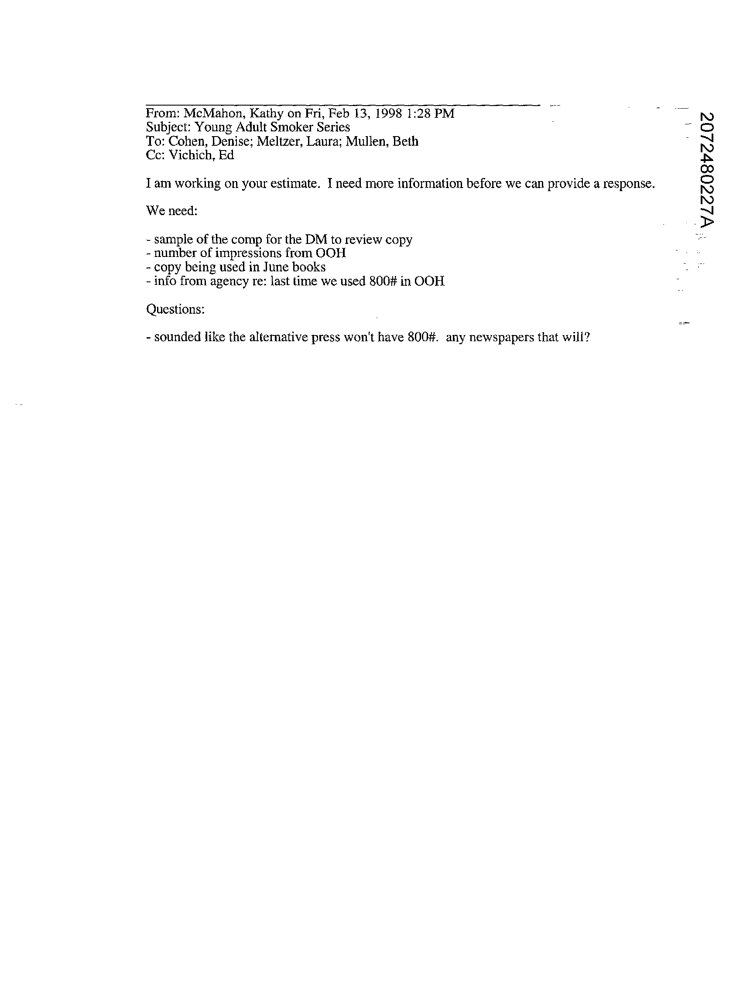 From: McMahon, Kathy on Fri, Feb 13, 1998 1:28 PM
Subject: Young Adult Smoker Series
To: Cohen, Denise; Meltzer, Laura; Mullen, Beth
Cc: Vichich, Ed
I am working on your estimate. I need more information before we can provide a response.
We need:
- sample of the comp for the DM to review copy
- number of impressions from OOH
- copy being used in June books
- info from agency re: last time we used 800# in OOH
Questions:
- sounded like the alternative press won't have 800#. any newspapers that will?
2072480227A